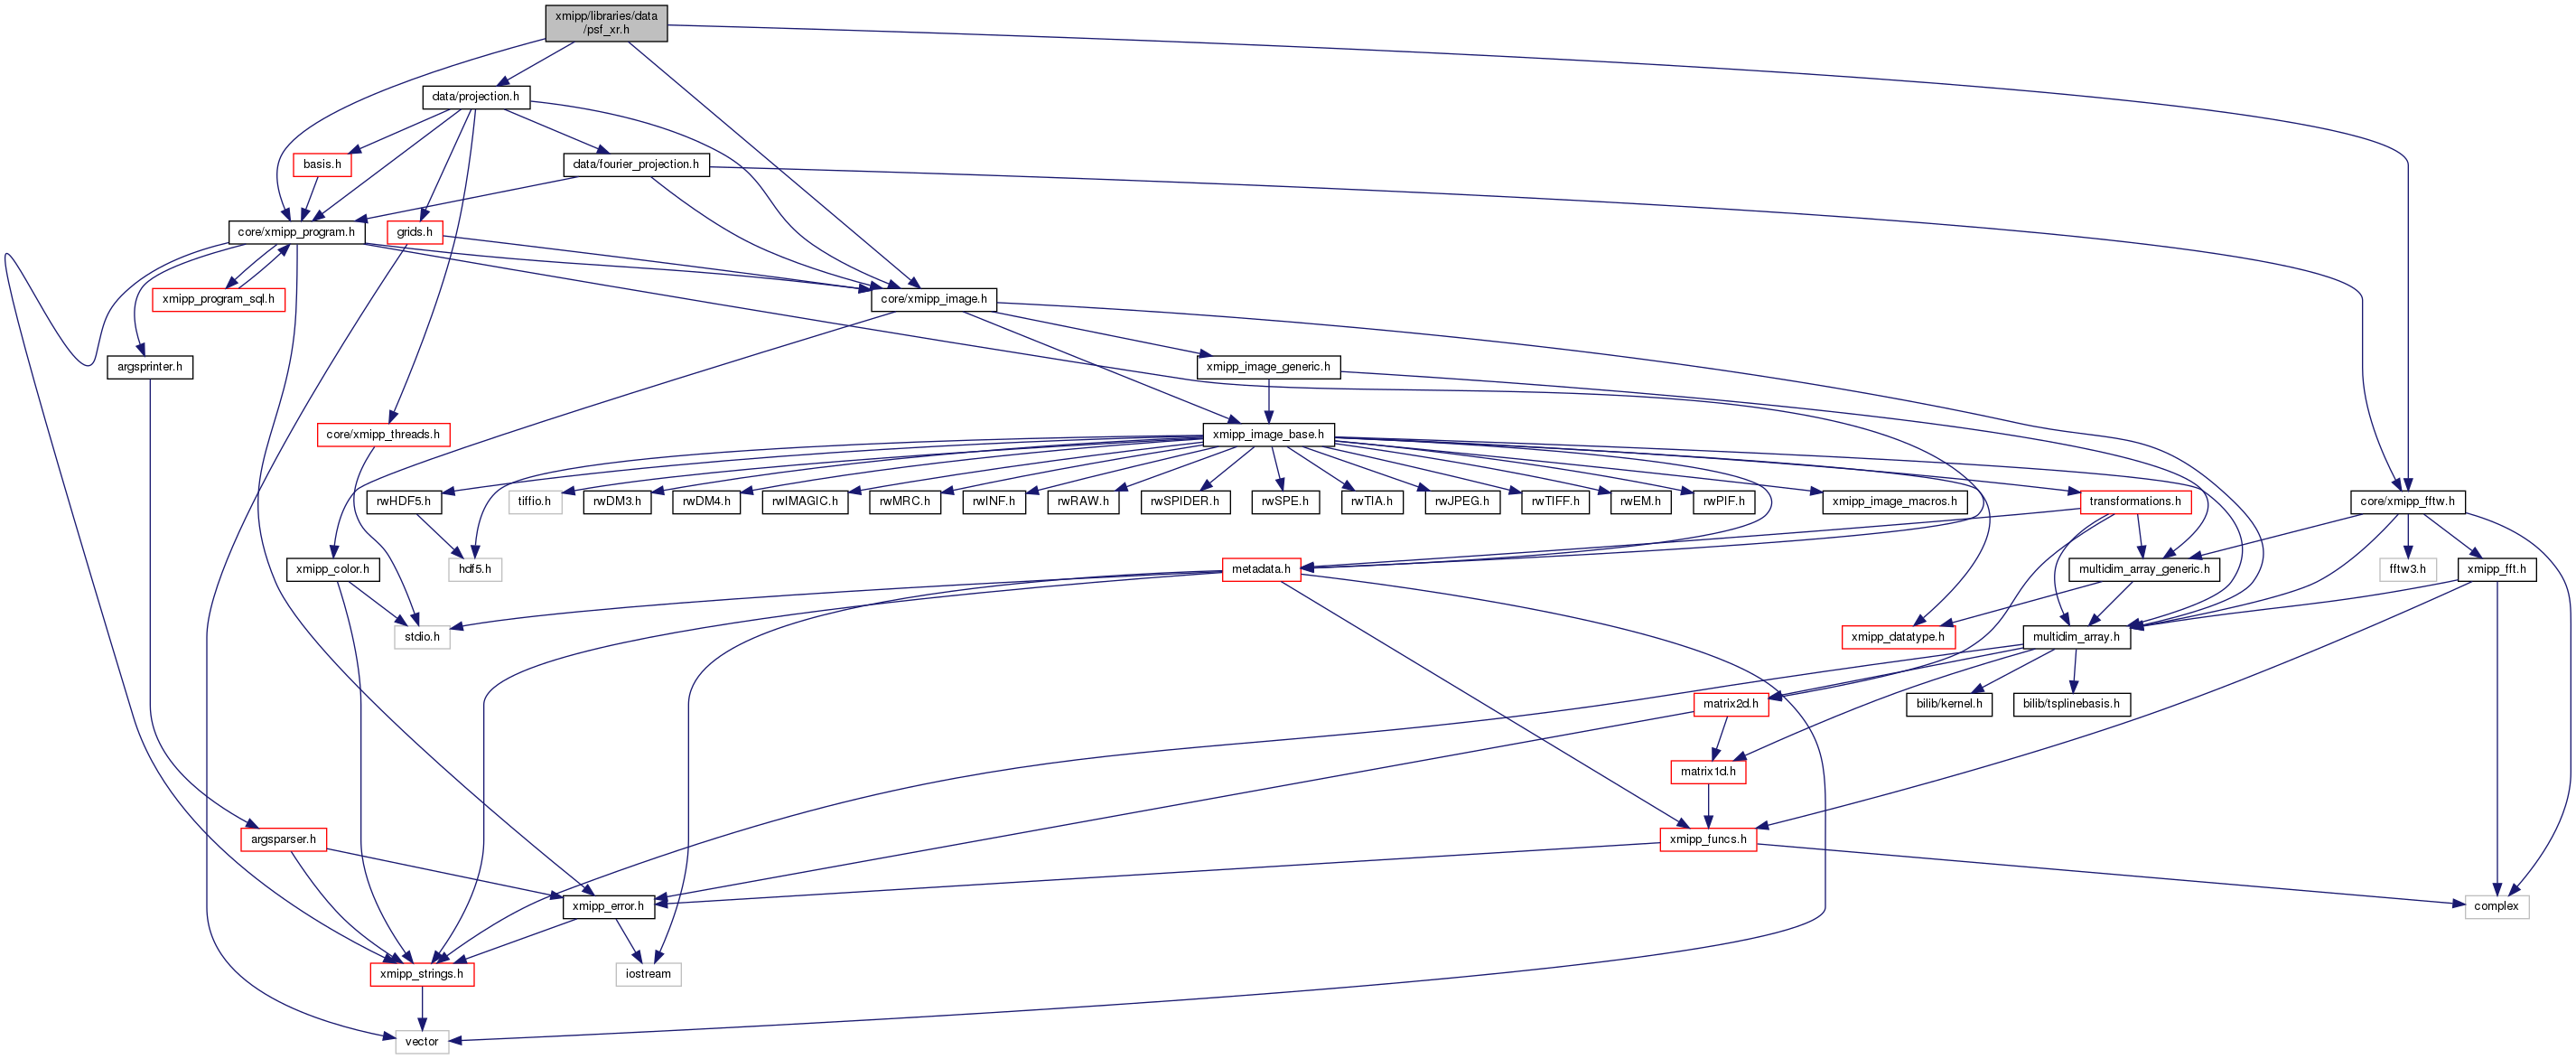 xmipp/libraries/data
/psf_xr.h
data/projection.h
basis.h
data/fourier_projection.h
core/xmipp_program.h
grids.h
xmipp_program_sql.h
core/xmipp_image.h
argsprinter.h
xmipp_image_generic.h
core/xmipp_threads.h
xmipp_image_base.h
rwHDF5.h
tiffio.h
rwDM3.h
rwDM4.h
rwIMAGIC.h
rwMRC.h
rwINF.h
rwRAW.h
rwSPIDER.h
rwSPE.h
rwTIA.h
rwJPEG.h
rwTIFF.h
rwEM.h
rwPIF.h
xmipp_image_macros.h
transformations.h
core/xmipp_fftw.h
xmipp_color.h
hdf5.h
metadata.h
multidim_array_generic.h
fftw3.h
xmipp_fft.h
stdio.h
xmipp_datatype.h
multidim_array.h
matrix2d.h
bilib/kernel.h
bilib/tsplinebasis.h
matrix1d.h
argsparser.h
xmipp_funcs.h
xmipp_error.h
complex
xmipp_strings.h
iostream
vector